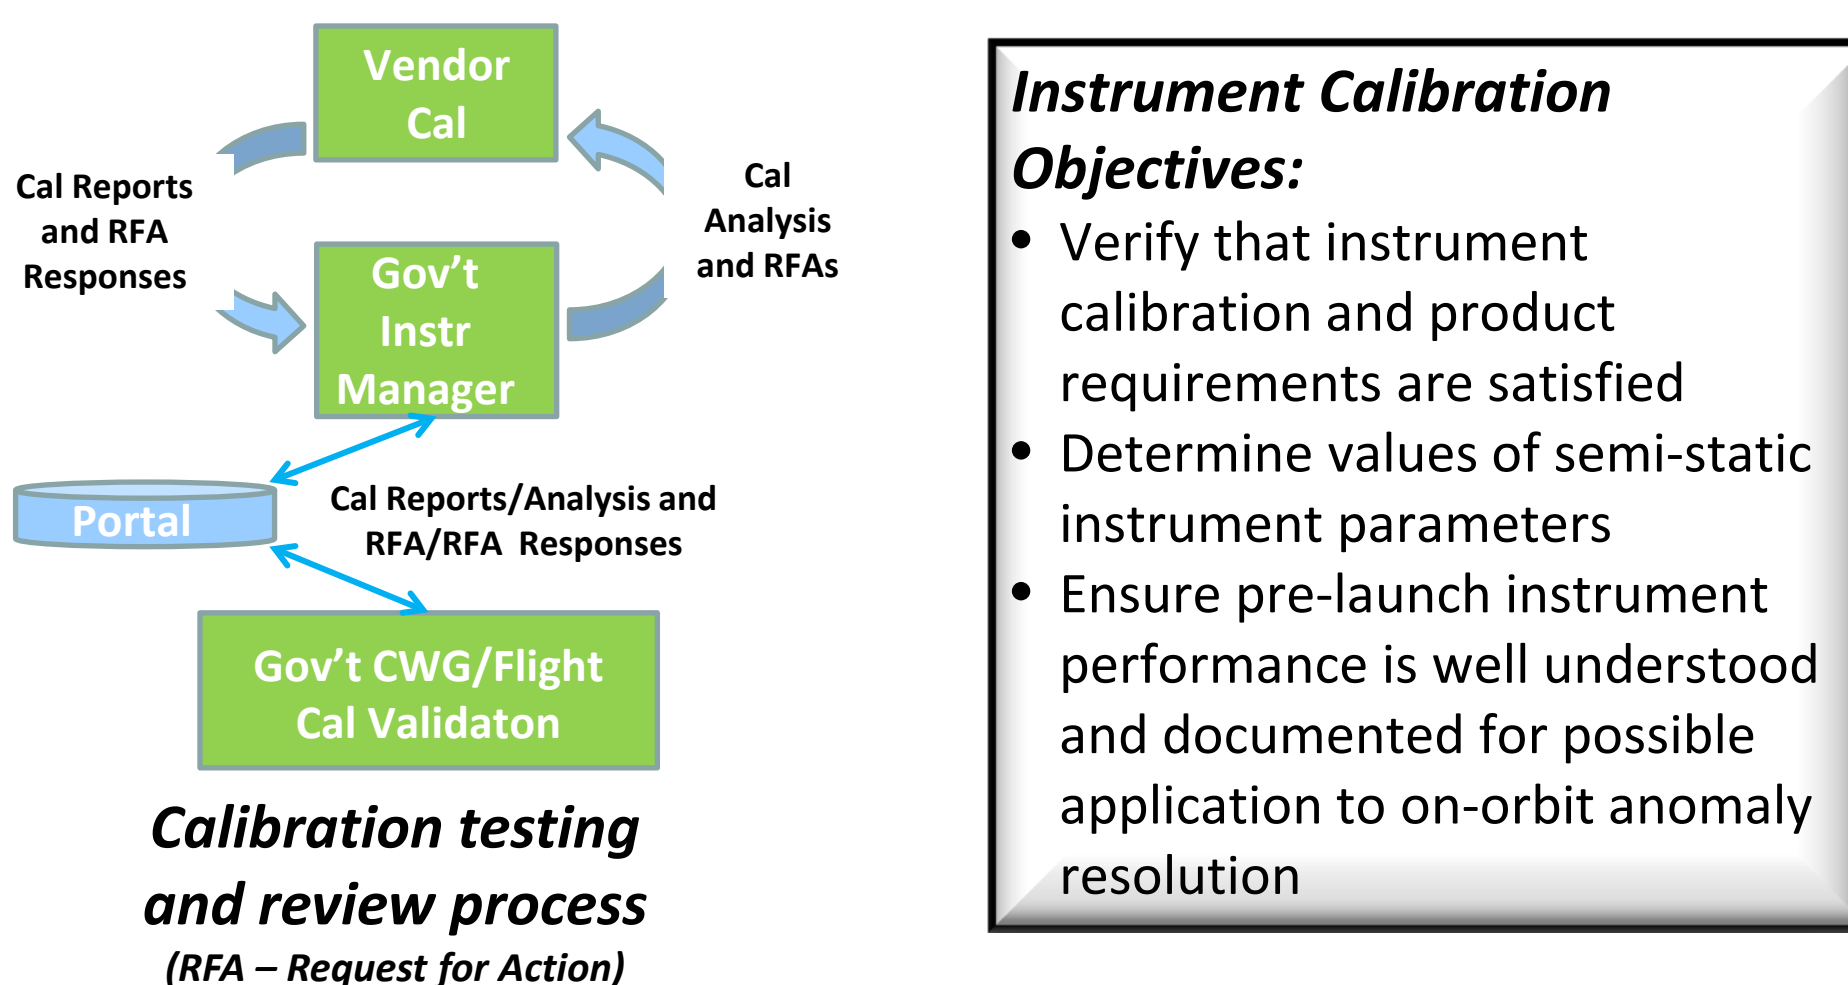 Vendor
Cal
Cal Reports
and RFA
Responses
Cal
Analysis
and RFAs
Gov’t
Instr
Manager
Portal
Cal Reports/Analysis and
RFA/RFA Responses
Gov’t CWG/Flight
Cal Validaton
Calibration testing
and review process
(RFA – Request for Action)
Instrument Calibration
Objectives:
• Verify that instrument
calibration and product
requirements are satisfied
• Determine values of semi-static
instrument parameters
• Ensure pre-launch instrument
performance is well understood
and documented for possible
application to on-orbit anomaly
resolution